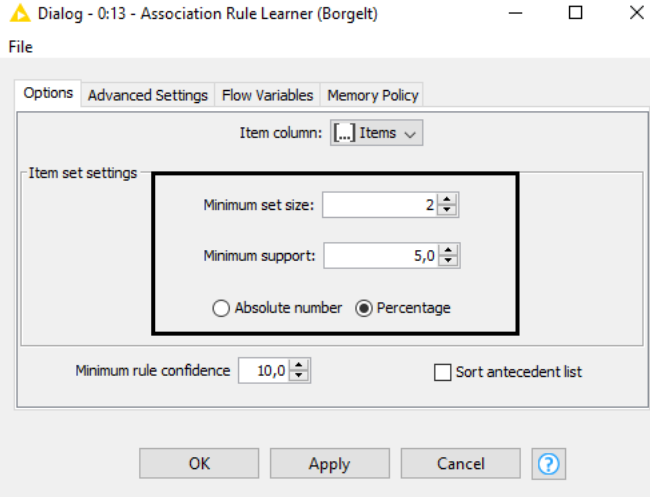 Dialog - 0:13 - Association Rule Learner (Borgelt)
File
Options Advanced Settings Flow Variables Memory Policy
Item column: [...] Items
Item set settings
Minimum set size: 2
Minimum support: 5,0
Absolute number Percentage
Minimum rule confidence 10,0 Sort antecedent list
OK Apply Cancel ?